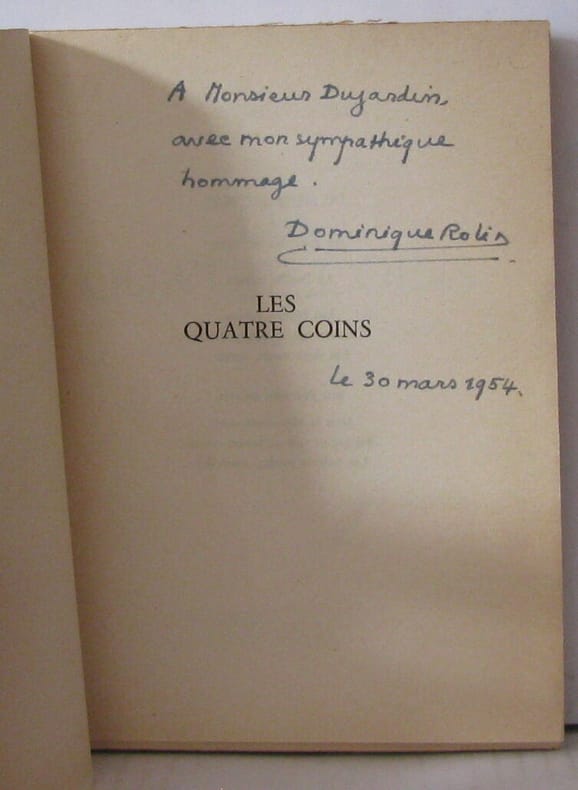 A Monsieur Dujardin,
avec mon sympathique
hommage.
Dominique Rolin
LES
QUATRE COINS
le 30 mars 1954.